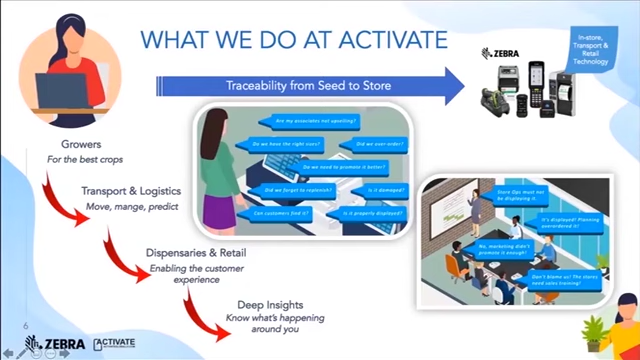 WHAT WE DO AT ACTIVATE
Traceability from Seed to Store
ZEBRA
In-store,
Transport &
Retail
Technology
Growers
For the best crops
Transport & Logistics
Move, mange, predict
Dispensaries & Retail
Enabling the customer
experience
Deep Insights
Know what's happening
around you
Are my associates not upselling?
Do we have the right sizes?
Did we over-order?
Do we need to promote it better?
Did we forget to replenish?
Is it damaged?
Can customers find it?
Is it properly displayed?
Store Ops must not
be displaying it.
It's displayed! Planning
overordered it!
No, marketing didn't
promote it enough!
Don't blame us! The stores
need sales training!
6
ZEBRA
ACTIVATE